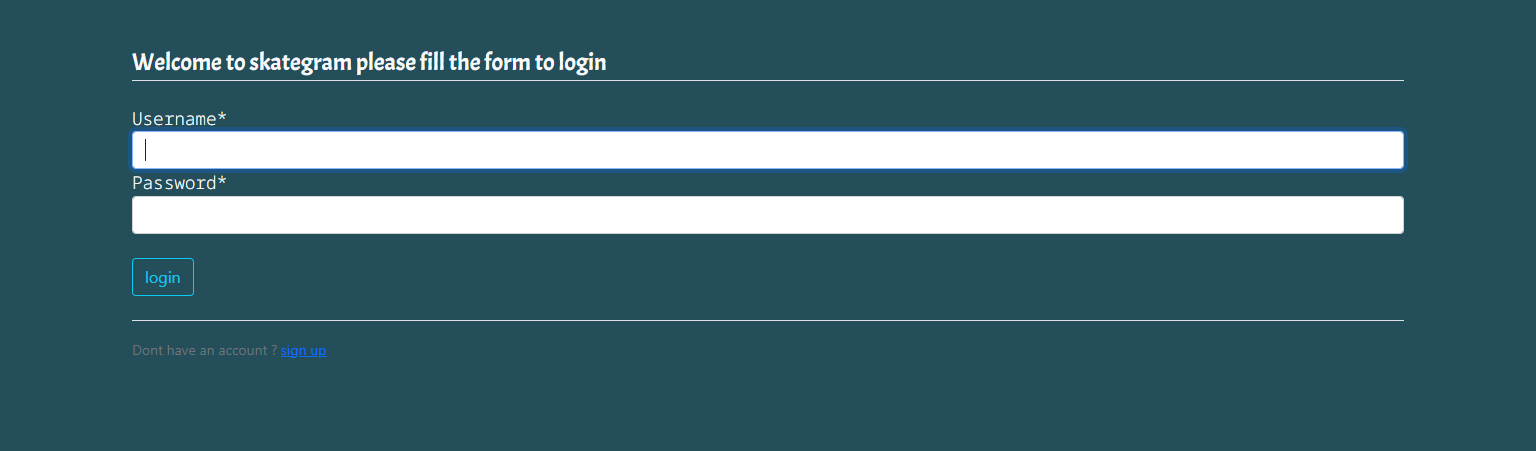 Welcome to skategram please fill the form to login
Username*
Password*
login
Dont have an account ? sign up